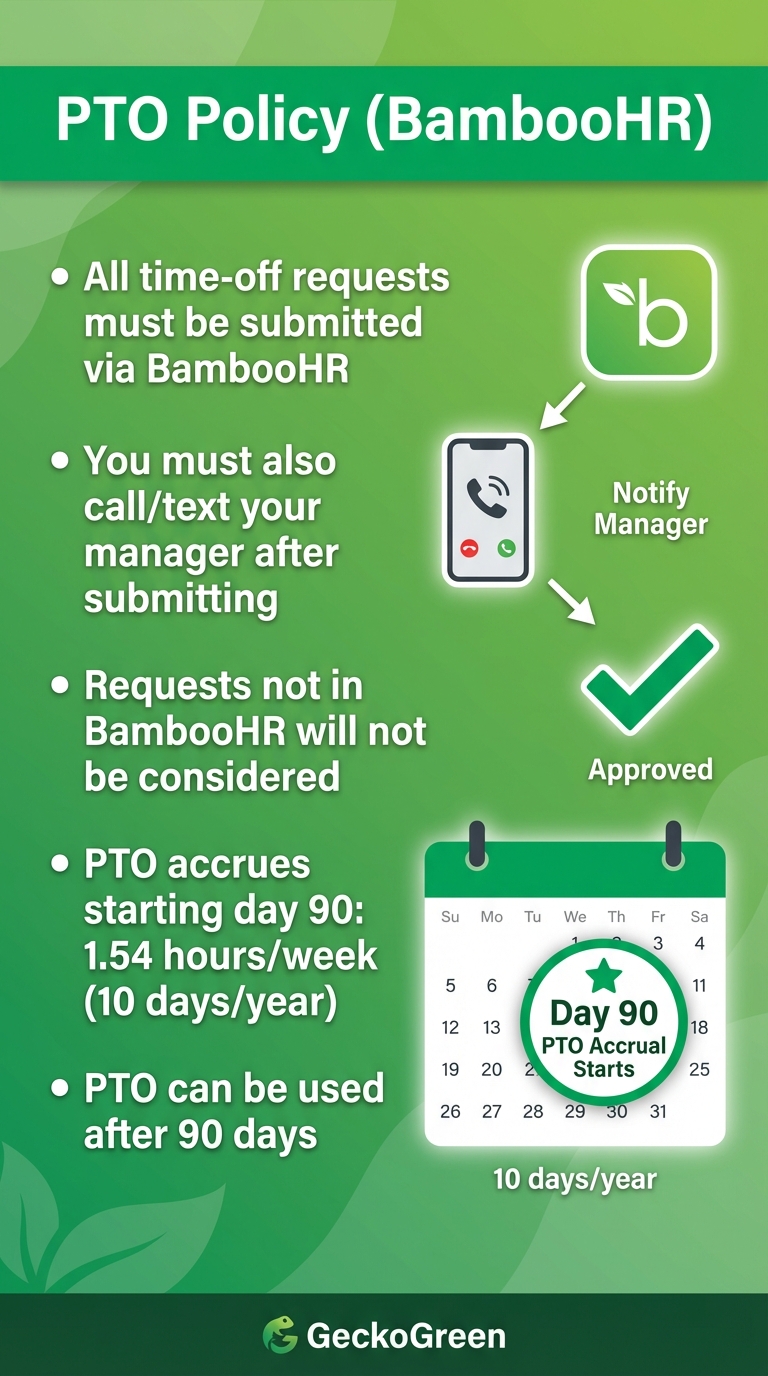 PTO Policy (BambooHR)
• All time-off requests
must be submitted
via BambooHR
b
• You must also
call/text your
manager after
submitting
Notify
Manager
• Requests not in
BambooHR will not
be considered
Approved
• PTO accrues
starting day 90:
1.54 hours/week
(10 days/year)
• PTO can be used
after 90 days
Su Mo Tu We Th Fr Sa
3 4
5 6 11
12 13 18
19 20 25
26 27 28 29 30 31
Day 90
PTO Accrual
Starts
10 days/year
GeckoGreen